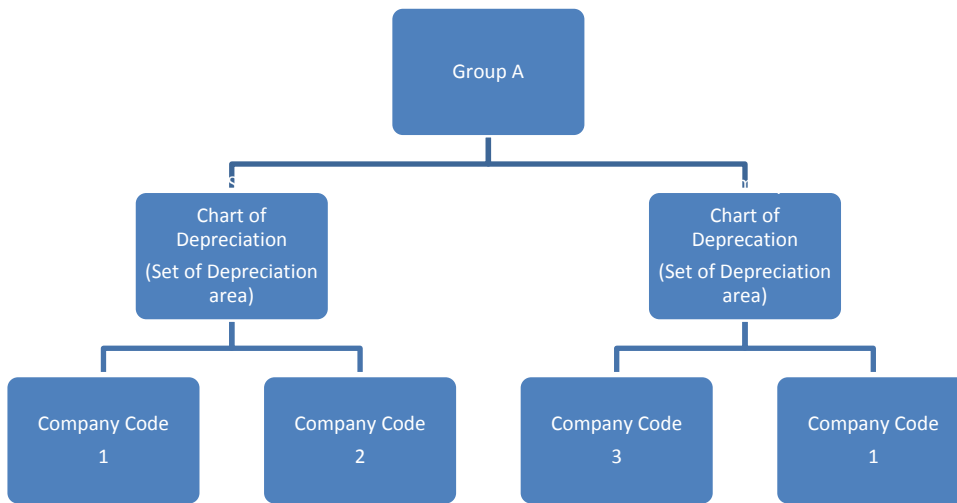 Group A
Chart of
Depreciation
(Set of Depreciation
area)
Chart of
Deprecation
(Set of Depreciation
area)
Company Code
1
Company Code
2
Company Code
3
Company Code
1